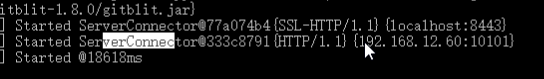 itblit-1.8.0/gitblit.jar}
] Started ServerConnector@77a074b4{SSL-HTTP/1.1} {localhost:8443}
] Started ServerConnector@333c8791{HTTP/1.1} {192.168.12.60:10101}
] Started @18618ms